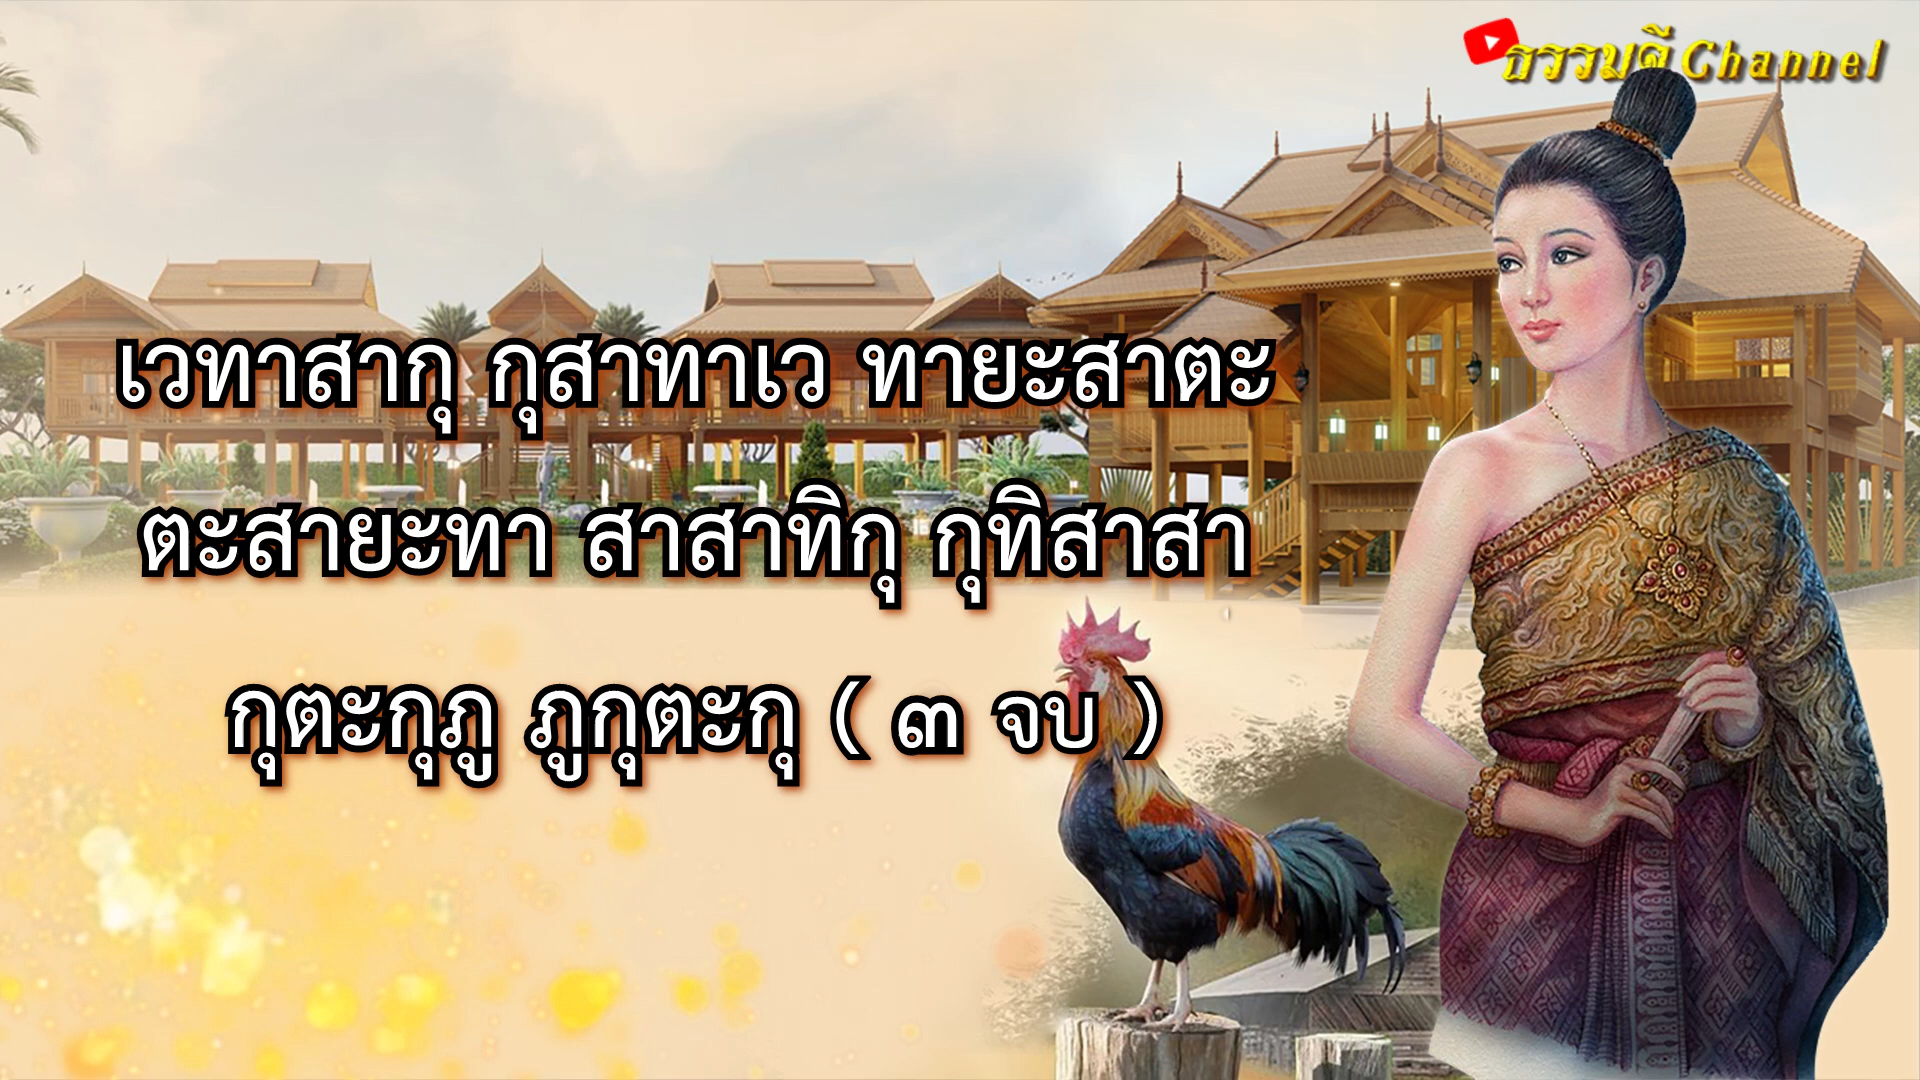 ธรรมดี Channel
เวทาสากุ กุสาทาเว ทายะสาตะ
ตะสายะทา สาสาทิกุ กุทิสาสา
กุตะกุภู ภูกุตะกุ ( ๓ จบ )